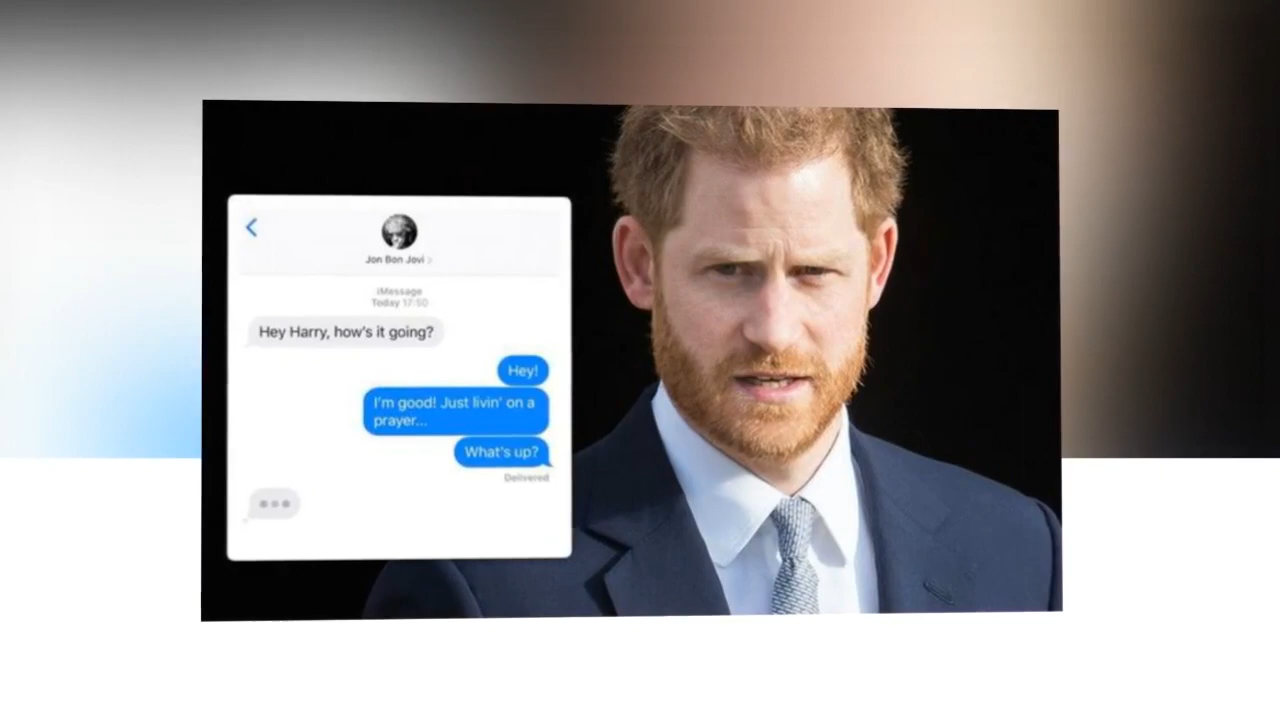 Jon Bon Jovi
iMessage
Today 17:50
Hey Harry, how's it going?
Hey!
I'm good! Just livin' on a
prayer...
What's up?
Delivered